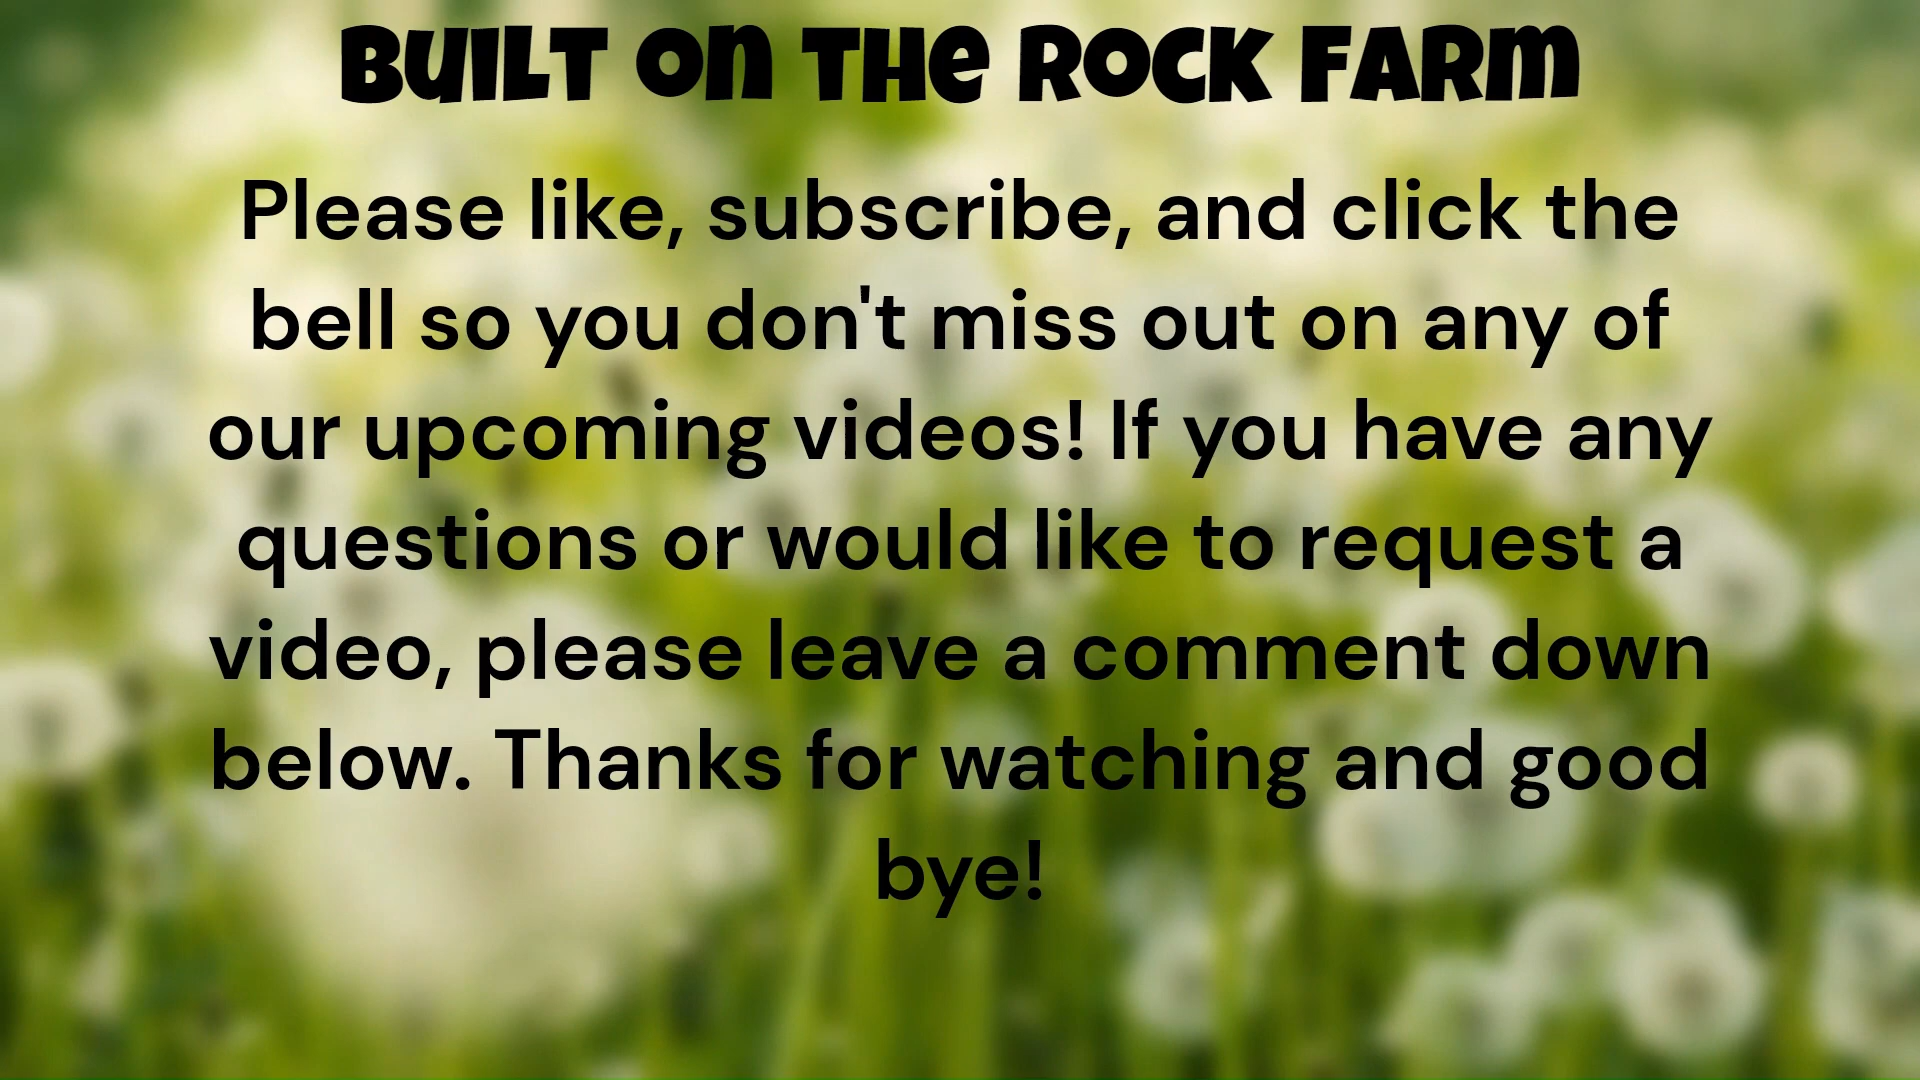 BUILT ON THE ROCK FARM
Please like, subscribe, and click the
bell so you don't miss out on any of
our upcoming videos! If you have any
questions or would like to request a
video, please leave a comment down
below. Thanks for watching and good
bye!